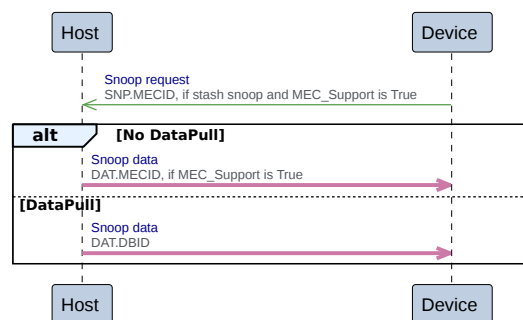 Host Device
Snoop request
SNP.MECID, if stash snoop and MEC_Support is True
alt [No DataPull]
Snoop data
DAT.MECID, if MEC_Support is True
[DataPull]
Snoop data
DAT.DBID
Host Device